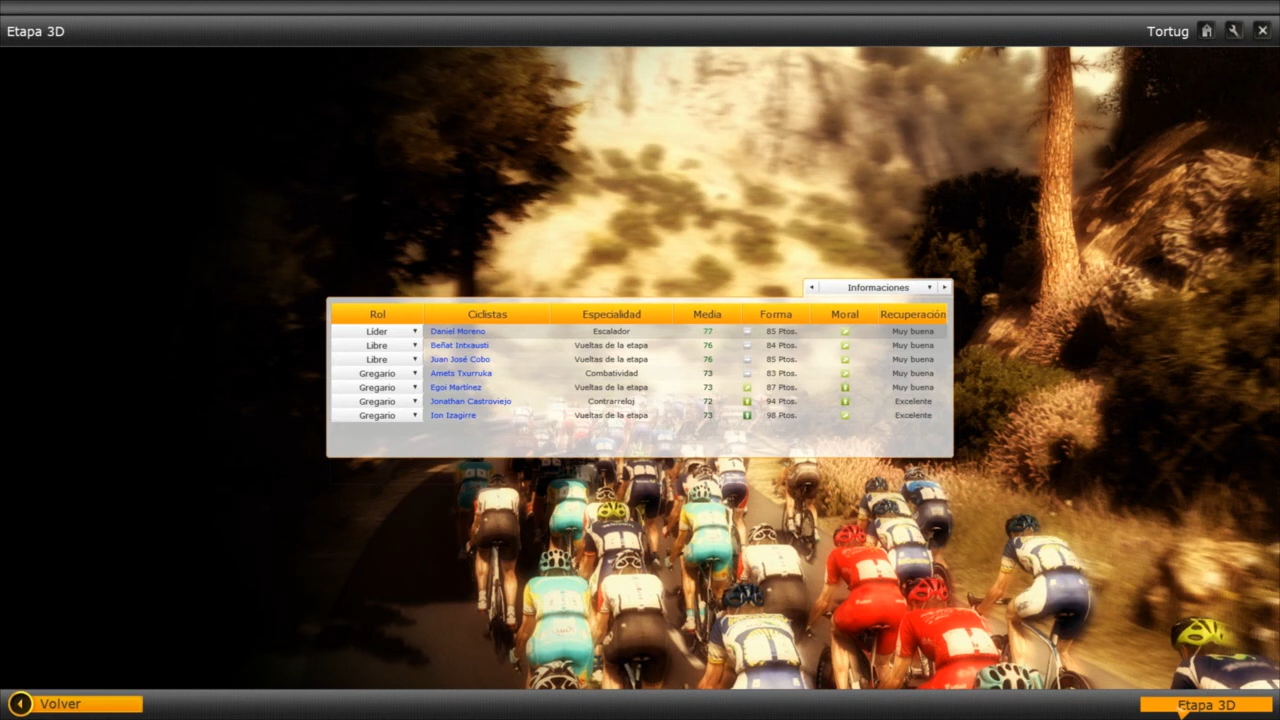 Etapa 3D
Tortug
Informaciones
Rol Ciclistas Especialidad Media Forma Moral Recuperación
Líder Daniel Moreno Escalador 77 85 Ptos. Muy buena
Libre Beñat Intxausti Vueltas de la etapa 76 84 Ptos. Muy buena
Libre Juan José Cobo Vueltas de la etapa 76 85 Ptos. Muy buena
Gregario Amets Txurruka Combatividad 73 83 Ptos. Muy buena
Gregario Egoi Martínez Vueltas de la etapa 73 87 Ptos. Muy buena
Gregario Jonathan Castroviejo Contrarreloj 72 94 Ptos. Excelente
Gregario Ion Izagirre Vueltas de la etapa 73 98 Ptos. Excelente
Volver
Etapa 3D